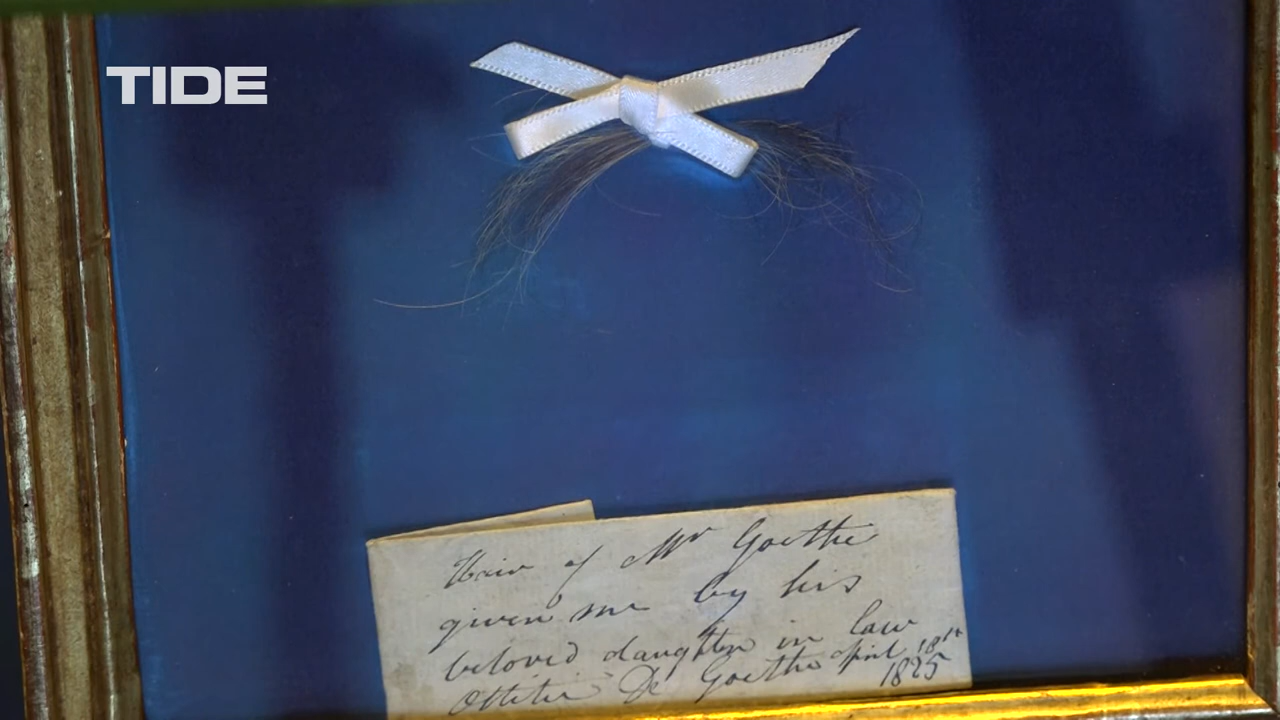 TIDE
Hair of Mr Goethe
given me by his
beloved daughter in law
Ottilie De Goethe April 18th
1825